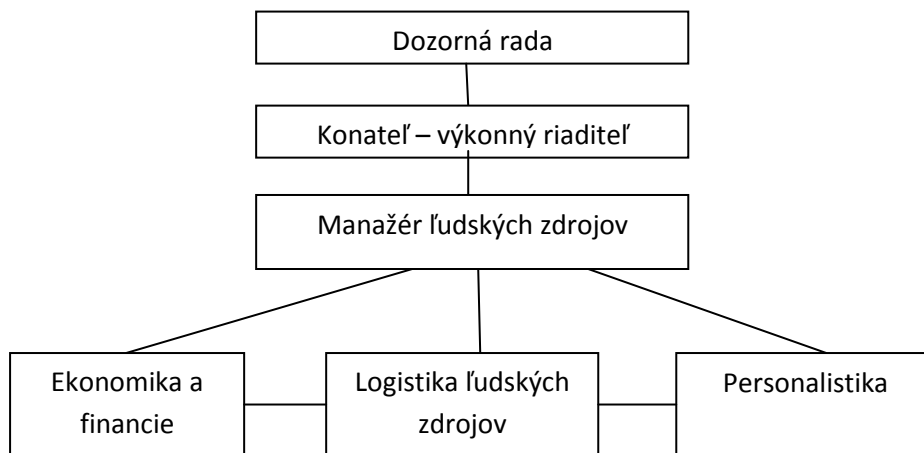 Dozorná rada
Konateľ – výkonný riaditeľ
Manažér ľudských zdrojov
Ekonomika a
financie
Logistika ľudských
zdrojov
Personalistika